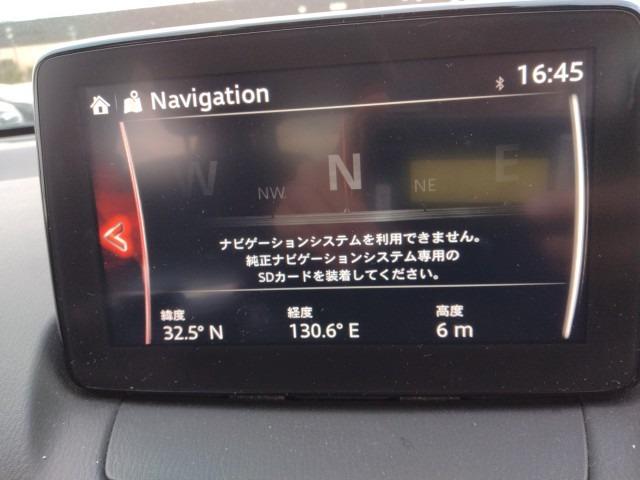 Navigation
16:45
W NW N NE E
ナビゲーションシステムを利用できません。
純正ナビゲーションシステム専用の
SDカードを装着してください。
緯度 経度 高度
32.5° N 130.6° E 6 m